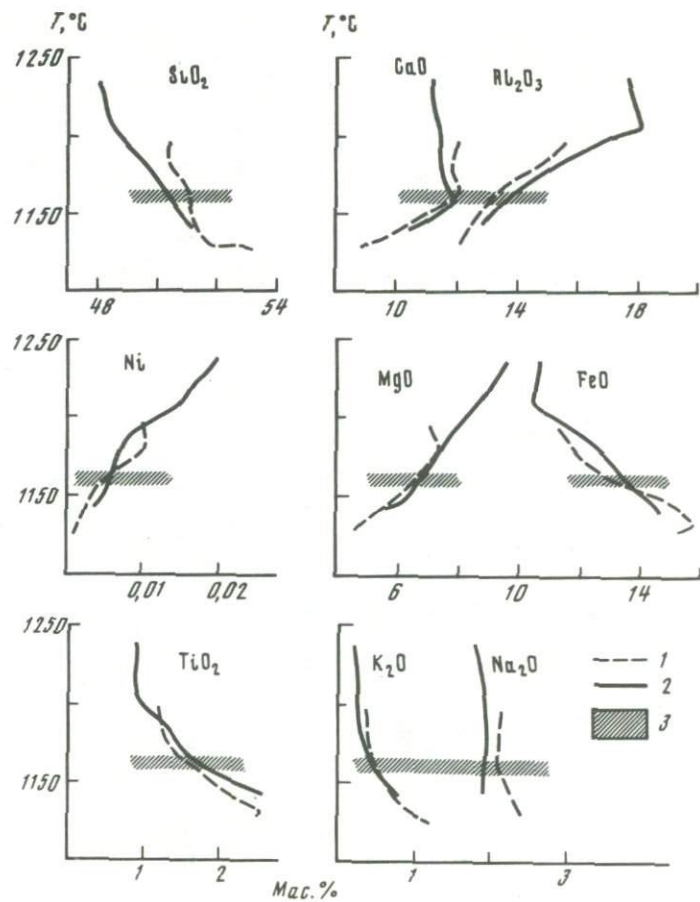 T,°C T,°C
1250 SiO₂ CaO Al₂O₃
1150
48 54 10 14 18
1250 Ni MgO FeO
1150
0,01 0,02 6 10 14
1250 TiO₂ K₂O Na₂O 1
2
3
1150
1 2 1 3
Мас.%